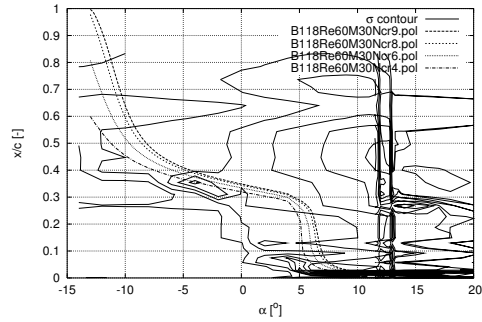 σ contour
B118Re60M30Ncr9.pol
B118Re60M30Ncr8.pol
B118Re60M30Ncr6.pol
B118Re60M30Ncr4.pol
1
0.9
0.8
0.7
0.6
0.5
0.4
0.3
0.2
0.1
0
x/c [-]
-15 -10 -5 0 5 10 15 20
α [°]